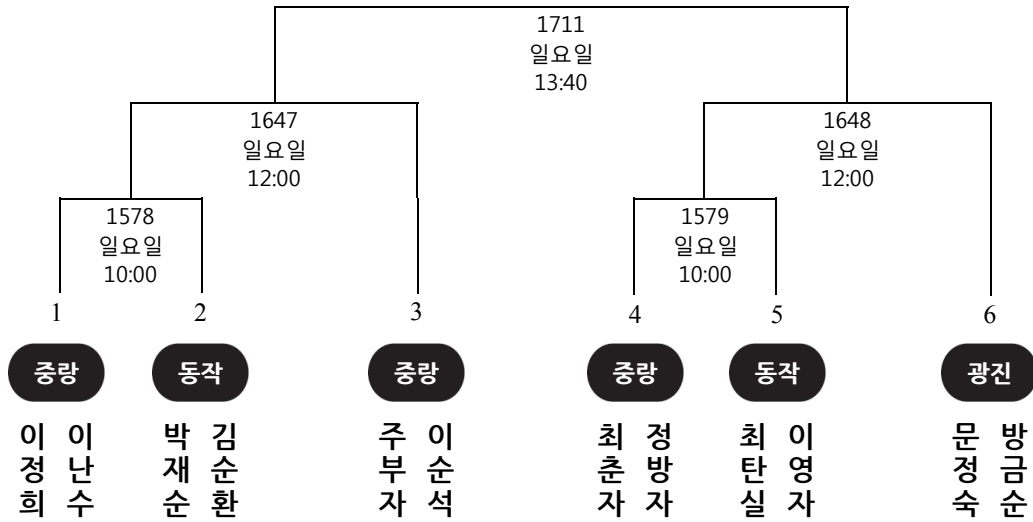 1711
일요일
13:40
1647
일요일
12:00
1648
일요일
12:00
1578
일요일
10:00
1579
일요일
10:00
1 2 3 4 5 6
중랑 동작 중랑 중랑 동작 광진
이정희 이난수 박재순 김순환 주부자 이순석 최춘자 정방자 최탄실 이영자 문정숙 방금순